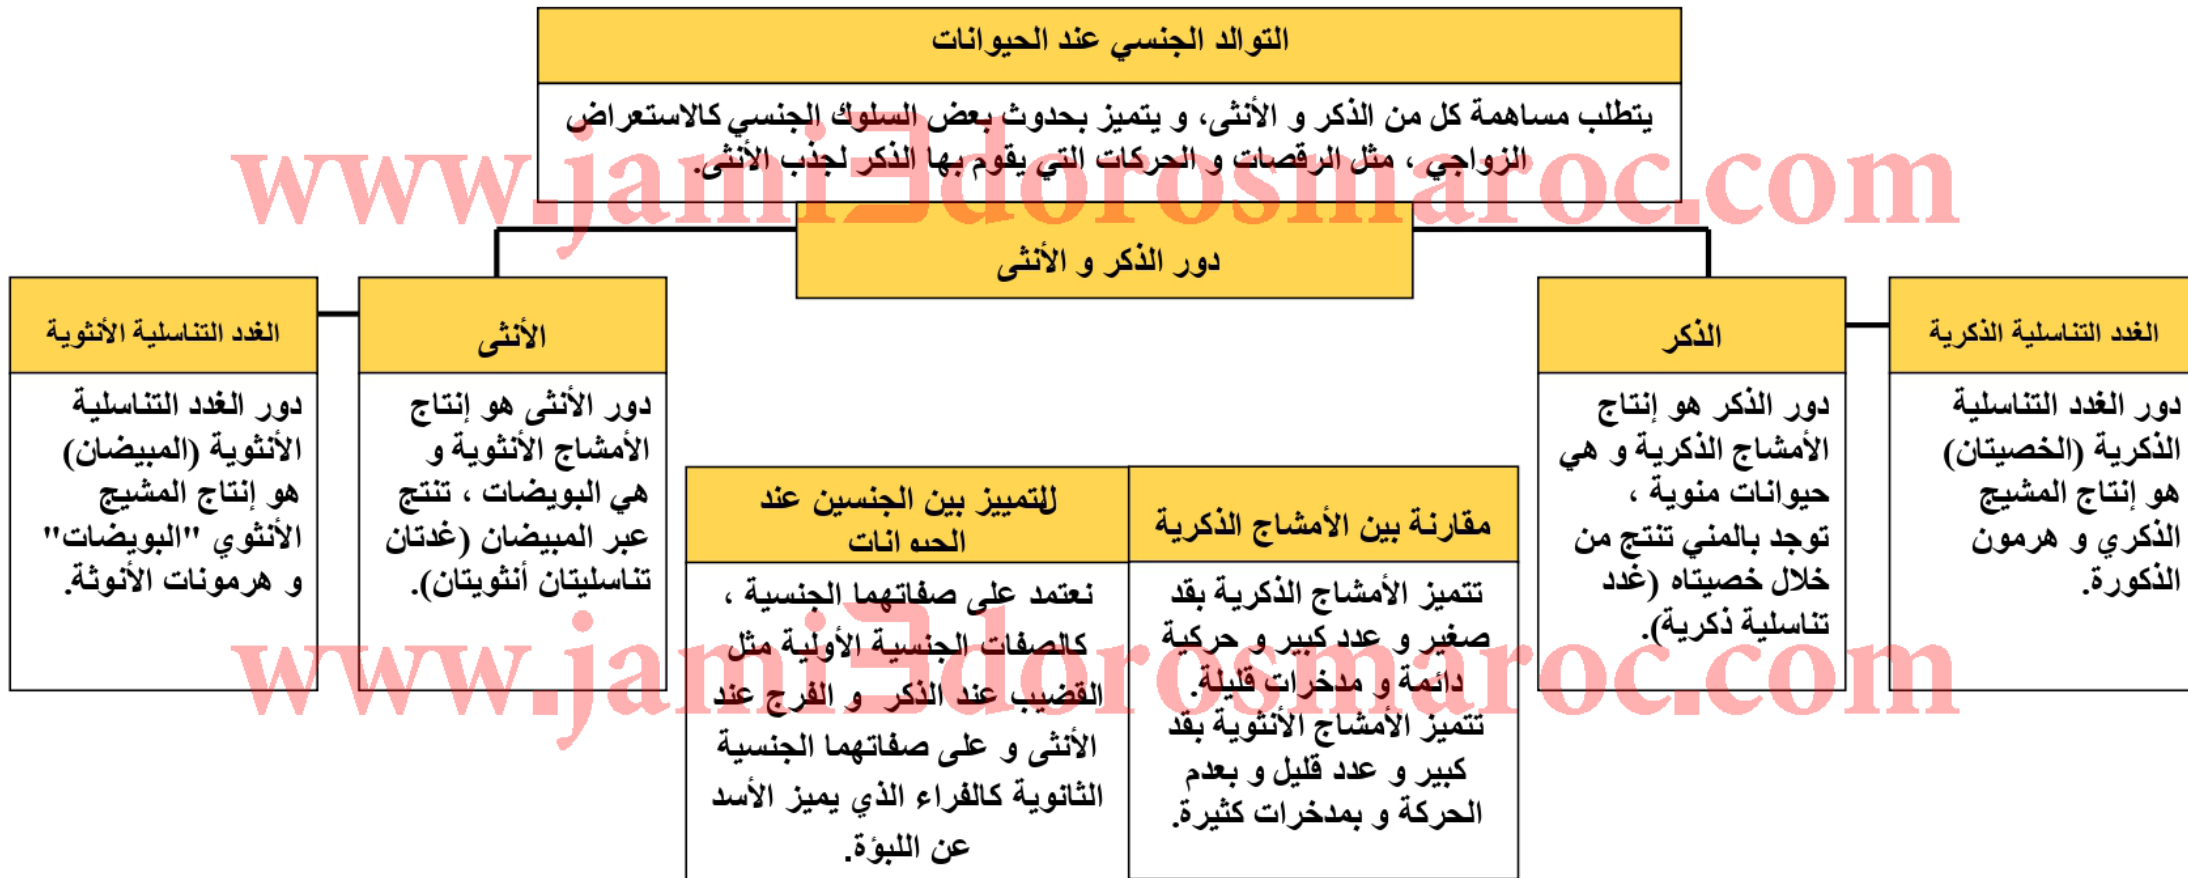 التوالد الجنسي عند الحيوانات
يتطلب مساهمة كل من الذكر و الأنثى، و يتميز بحدوث بعض السلوك الجنسي كالاستعراض
الزواجي ، مثل الرقصات و الحركات التي يقوم بها الذكر لجذب الأنثى.
www.jami3dorosmaroc.com
دور الذكر و الأنثى
الغدد التناسلية الذكرية
دور الغدد التناسلية
الذكرية (الخصيتان)
هو إنتاج المشيج
الذكري و هرمون
الذكورة.
الذكر
دور الذكر هو إنتاج
الأمشاج الذكرية و هي
حيوانات منوية ،
توجد بالمني تنتج من
خلال خصيتاه (غدد
تناسلية ذكرية).
الأنثى
دور الأنثى هو إنتاج
الأمشاج الأنثوية و
هي البويضات ، تنتج
عبر المبيضان (غدتان
تناسليتان أنثويتان).
الغدد التناسلية الأنثوية
دور الغدد التناسلية
الأنثوية (المبيضان)
هو إنتاج المشيج
الأنثوي "البويضات"
و هرمونات الأنوثة.
مقارنة بين الأمشاج الذكرية
تتميز الأمشاج الذكرية بقد
صغير و عدد كبير و حركية
دائمة و مدخرات قليلة.
تتميز الأمشاج الأنثوية بقد
كبير و عدد قليل و بعدم
الحركة و بمدخرات كثيرة.
للتمييز بين الجنسين عند
الحيوانات
نعتمد على صفاتهما الجنسية ،
كالصفات الجنسية الأولية مثل
القضيب عند الذكر و الفرج عند
الأنثى و على صفاتهما الجنسية
الثانوية كالفراء الذي يميز الأسد
عن اللبؤة.
www.jami3dorosmaroc.com